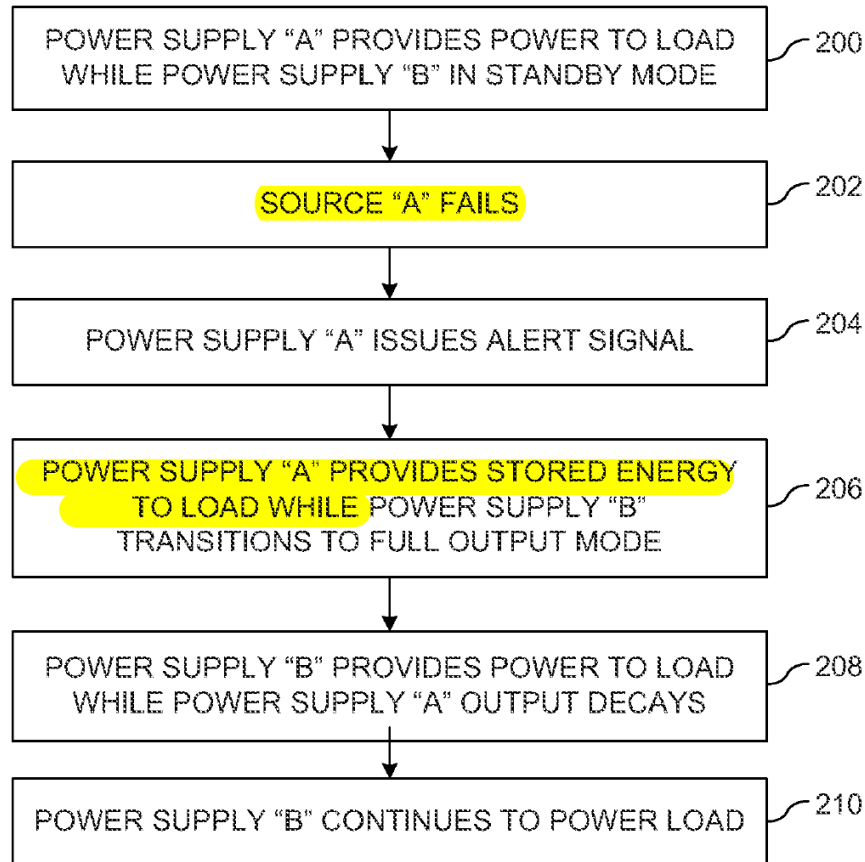 POWER SUPPLY “A” PROVIDES POWER TO LOAD
WHILE POWER SUPPLY “B” IN STANDBY MODE
200
SOURCE “A” FAILS
202
POWER SUPPLY “A” ISSUES ALERT SIGNAL
204
POWER SUPPLY “A” PROVIDES STORED ENERGY
TO LOAD WHILE POWER SUPPLY “B”
TRANSITIONS TO FULL OUTPUT MODE
206
POWER SUPPLY “B” PROVIDES POWER TO LOAD
WHILE POWER SUPPLY “A” OUTPUT DECAYS
208
POWER SUPPLY “B” CONTINUES TO POWER LOAD
210